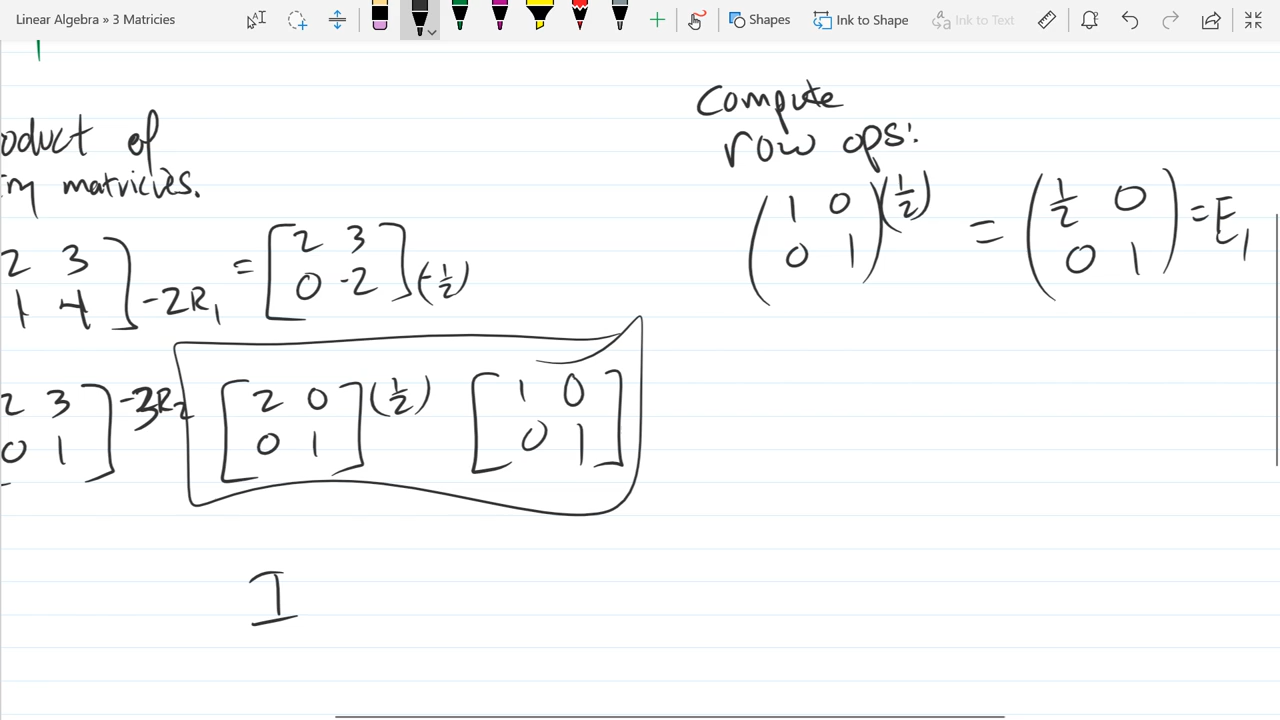 Linear Algebra » 3 Matricies
Shapes
Ink to Shape
Ink to Text
oduct of
matricies.
2 3
1 4
-2R₁
= [2 3
0 -2] (-½)
2 3
0 1
[2 0
0 1] (½)
[1 0
0 1]
I
Compute
row ops:
(1 0
0 1) (½)
= (½ 0
0 1) = E₁